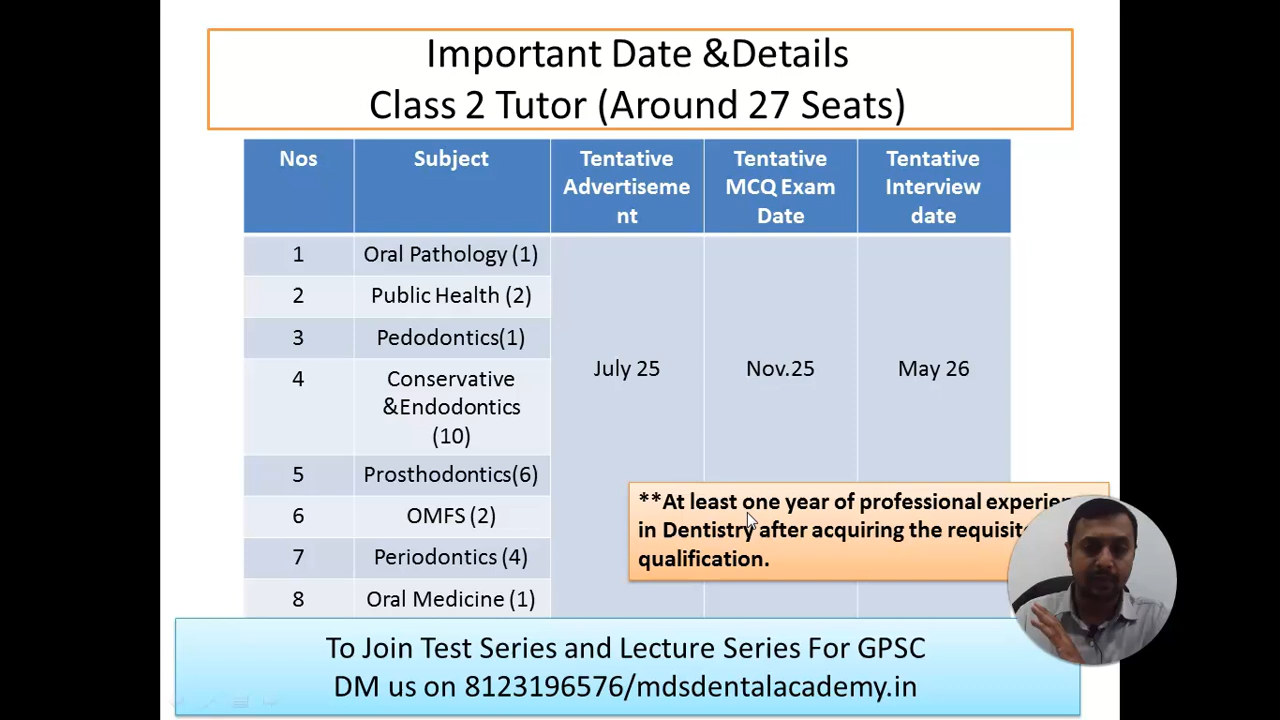 Important Date &Details
Class 2 Tutor (Around 27 Seats)
Nos
Subject
Tentative
Advertiseme
nt
Tentative
MCQ Exam
Date
Tentative
Interview
date
1
Oral Pathology (1)
2
Public Health (2)
3
Pedodontics(1)
4
Conservative
&Endodontics
(10)
July 25
Nov.25
May 26
5
Prosthodontics(6)
6
OMFS (2)
7
Periodontics (4)
8
Oral Medicine (1)
**At least one year of professional
in Dentistry after acquiring the
qualification.
To Join Test Series and Lecture Series For GPSC
DM us on 8123196576/mdsdentalacademy.in